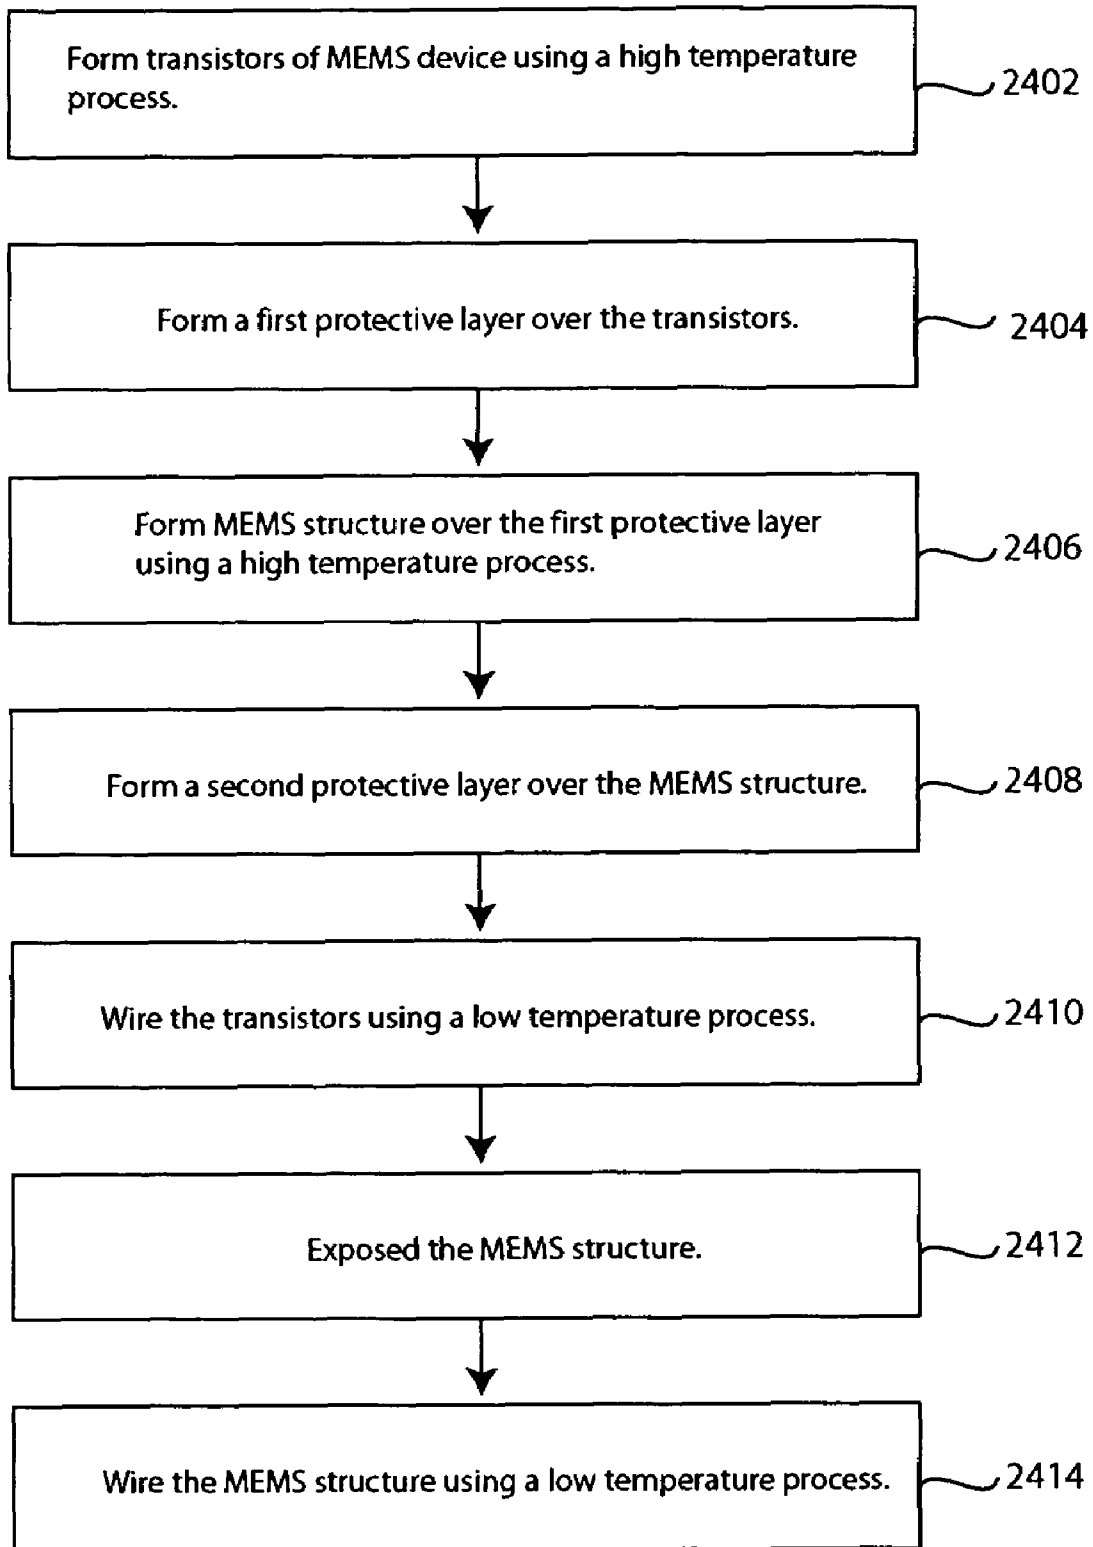 Form transistors of MEMS device using a high temperature
process.
2402
Form a first protective layer over the transistors.
2404
Form MEMS structure over the first protective layer
using a high temperature process.
2406
Form a second protective layer over the MEMS structure.
2408
Wire the transistors using a low temperature process.
2410
Exposed the MEMS structure.
2412
Wire the MEMS structure using a low temperature process.
2414